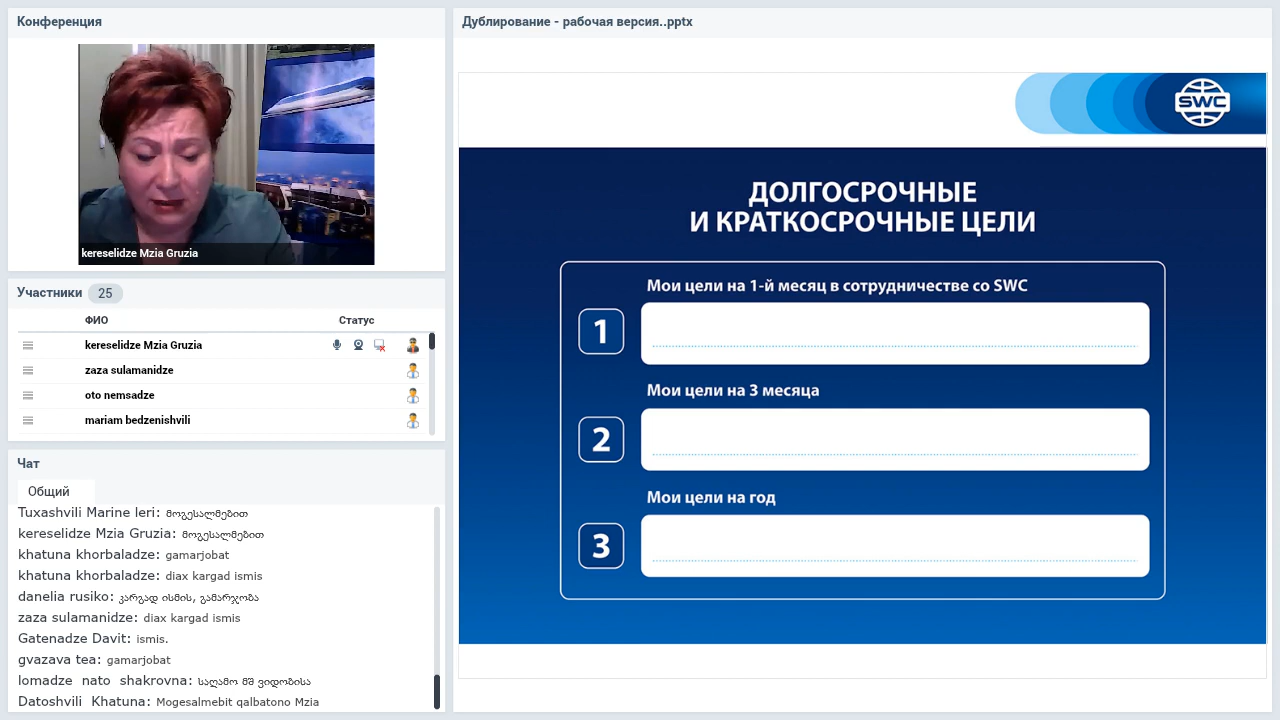 Конференция
kereselidze Mzia Gruzia
Участники 25
ФИО Статус
kereselidze Mzia Gruzia
zaza sulamanidze
oto nemsadze
mariam bedzenishvili
Чат
Общий
Tuxashvili Marine leri: მოგესალმებით
kereselidze Mzia Gruzia: მოგესალმებით
khatuna khorbaladze: gamarjobat
khatuna khorbaladze: diax kargad ismis
danelia rusiko: კარგად ისმის, გამარჯობა
zaza sulamanidze: diax kargad ismis
Gatenadze Davit: ismis.
gvazava tea: gamarjobat
lomadze nato shakrovna: საღამო მშ ვიდობისა
Datoshvili Khatuna: Mogesalmebit qalbatono Mzia
Дублирование - рабочая версия..pptx
SWC
ДОЛГОСРОЧНЫЕ
И КРАТКОСРОЧНЫЕ ЦЕЛИ
Мои цели на 1-й месяц в сотрудничестве со SWC
1
Мои цели на 3 месяца
2
Мои цели на год
3